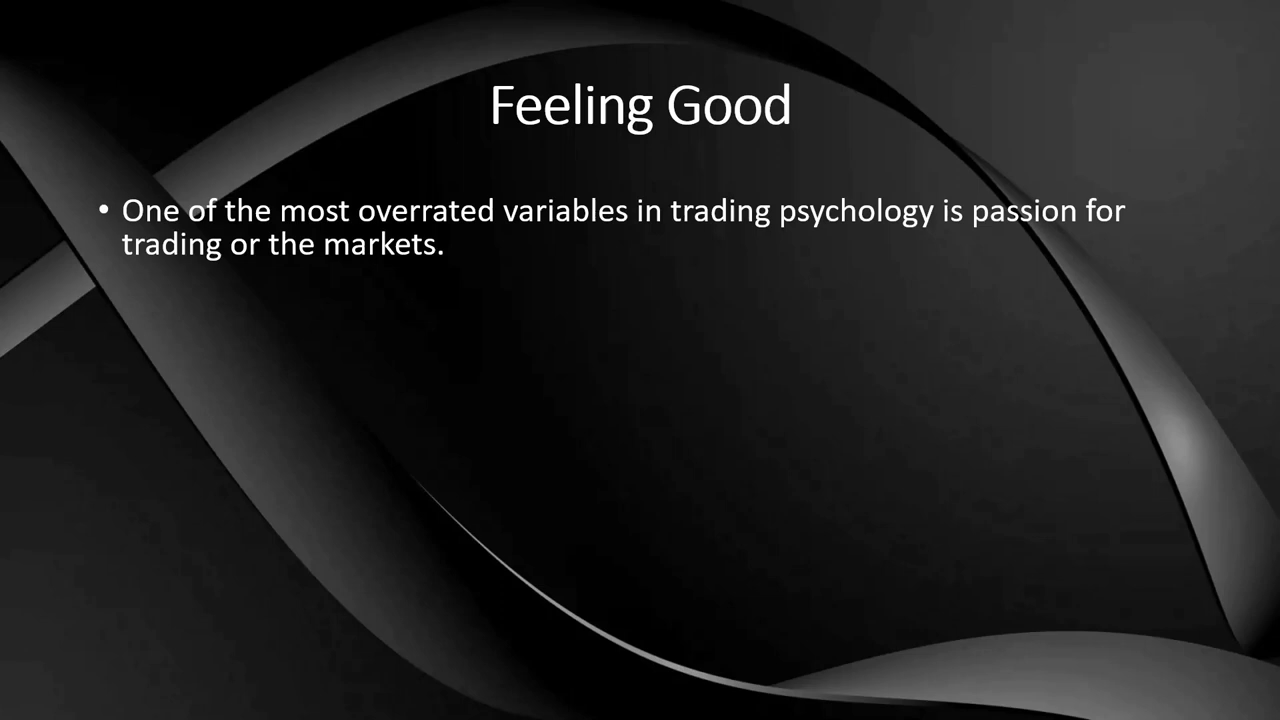 Feeling Good
• One of the most overrated variables in trading psychology is passion for
trading or the markets.